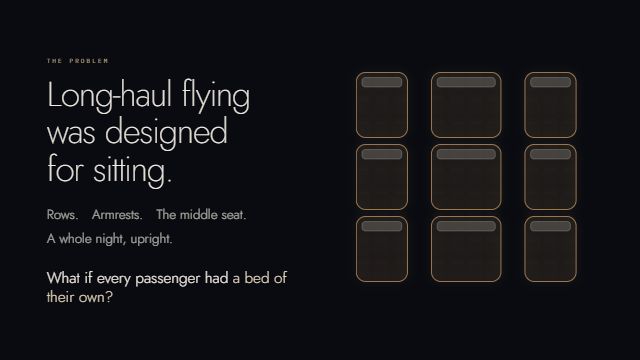 THE PROBLEM
Long-haul flying
was designed
for sitting.
Rows. Armrests. The middle seat.
A whole night, upright.
What if every passenger had a bed of
their own?